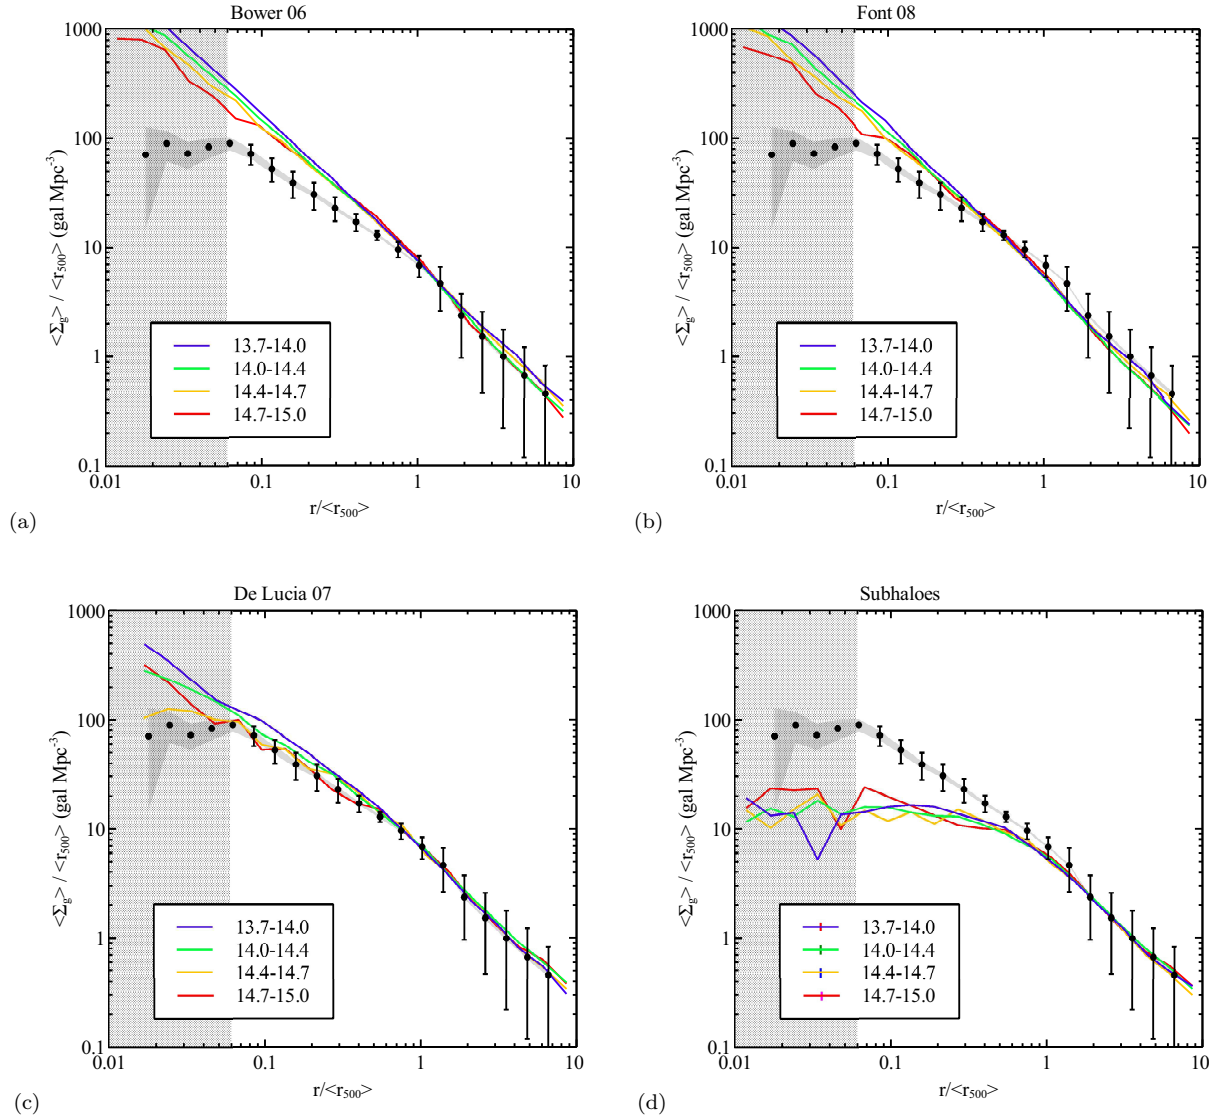 Bower 06
1000
100
10
1
0.1
<Σg> / <r500> (gal Mpc-3)
13.7-14.0
14.0-14.4
14.4-14.7
14.7-15.0
0.01 0.1 1 10
r/<r500>
(a)
Font 08
1000
100
10
1
0.1
<Σg> / <r500> (gal Mpc-3)
13.7-14.0
14.0-14.4
14.4-14.7
14.7-15.0
0.01 0.1 1 10
r/<r500>
(b)
De Lucia 07
1000
100
10
1
0.1
<Σg> / <r500> (gal Mpc-3)
13.7-14.0
14.0-14.4
14.4-14.7
14.7-15.0
0.01 0.1 1 10
r/<r500>
(c)
Subhaloes
1000
100
10
1
0.1
<Σg> / <r500> (gal Mpc-3)
13.7-14.0
14.0-14.4
14.4-14.7
14.7-15.0
0.01 0.1 1 10
r/<r500>
(d)